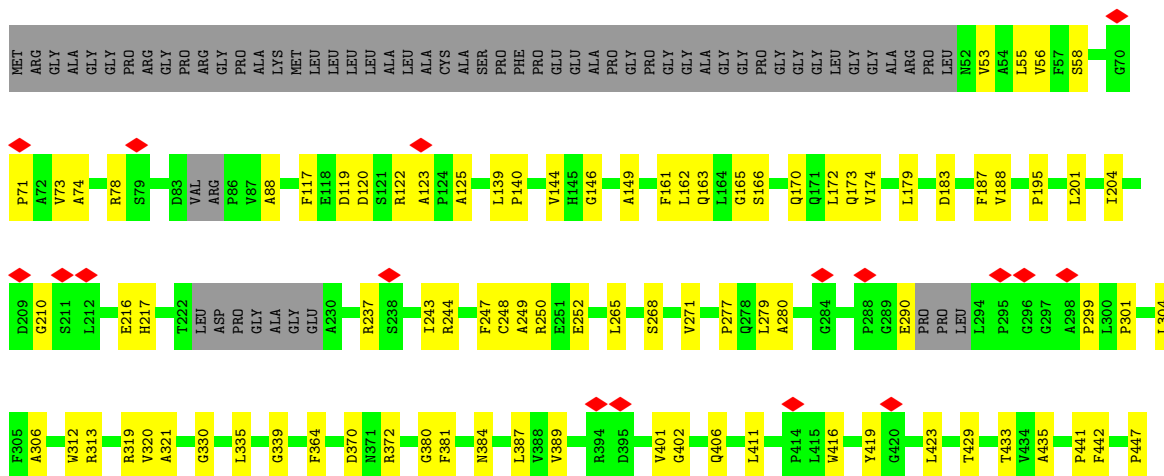 MET ARG GLY ALA GLY GLY PRO ARG GLY PRO ARG GLY PRO ALA LYS MET LEU LEU LEU LEU LEU ALA LEU ALA CYS ALA SER PRO PHE PRO GLU GLU ALA PRO GLY PRO GLY GLY ALA GLY GLY PRO GLY GLY GLY LEU GLY GLY ALA ARG PRO LEU N52 V53 A54 L55 V56 F57 S58 G70
P71 A72 V73 A74 R78 S79 D83 VAL ARG P86 V87 A88 F117 E118 D119 D120 S121 R122 A123 P124 A125 L139 P140 V144 H145 G146 A149 F161 L162 Q163 L164 G165 S166 Q170 Q171 L172 Q173 V174 L179 D183 F187 V188 P195 L201 I204
D209 G210 S211 L212 E216 H217 T222 LEU ASP PRO GLY ALA GLY GLU A230 R237 S238 I243 R244 F247 C248 A249 R250 E251 E252 L265 S268 V271 P277 Q278 L279 A280 G284 P288 G289 E290 PRO PRO LEU L294 P295 G296 G297 A298 P299 L300 P301 L304
F305 A306 W312 R313 R319 V320 A321 G330 L335 G339 F364 D370 N371 R372 G380 F381 N384 L387 V388 V389 R394 D395 V401 G402 Q406 L411 P414 L415 W416 Y419 G420 L423 T429 T433 V434 A435 P441 F442 P447